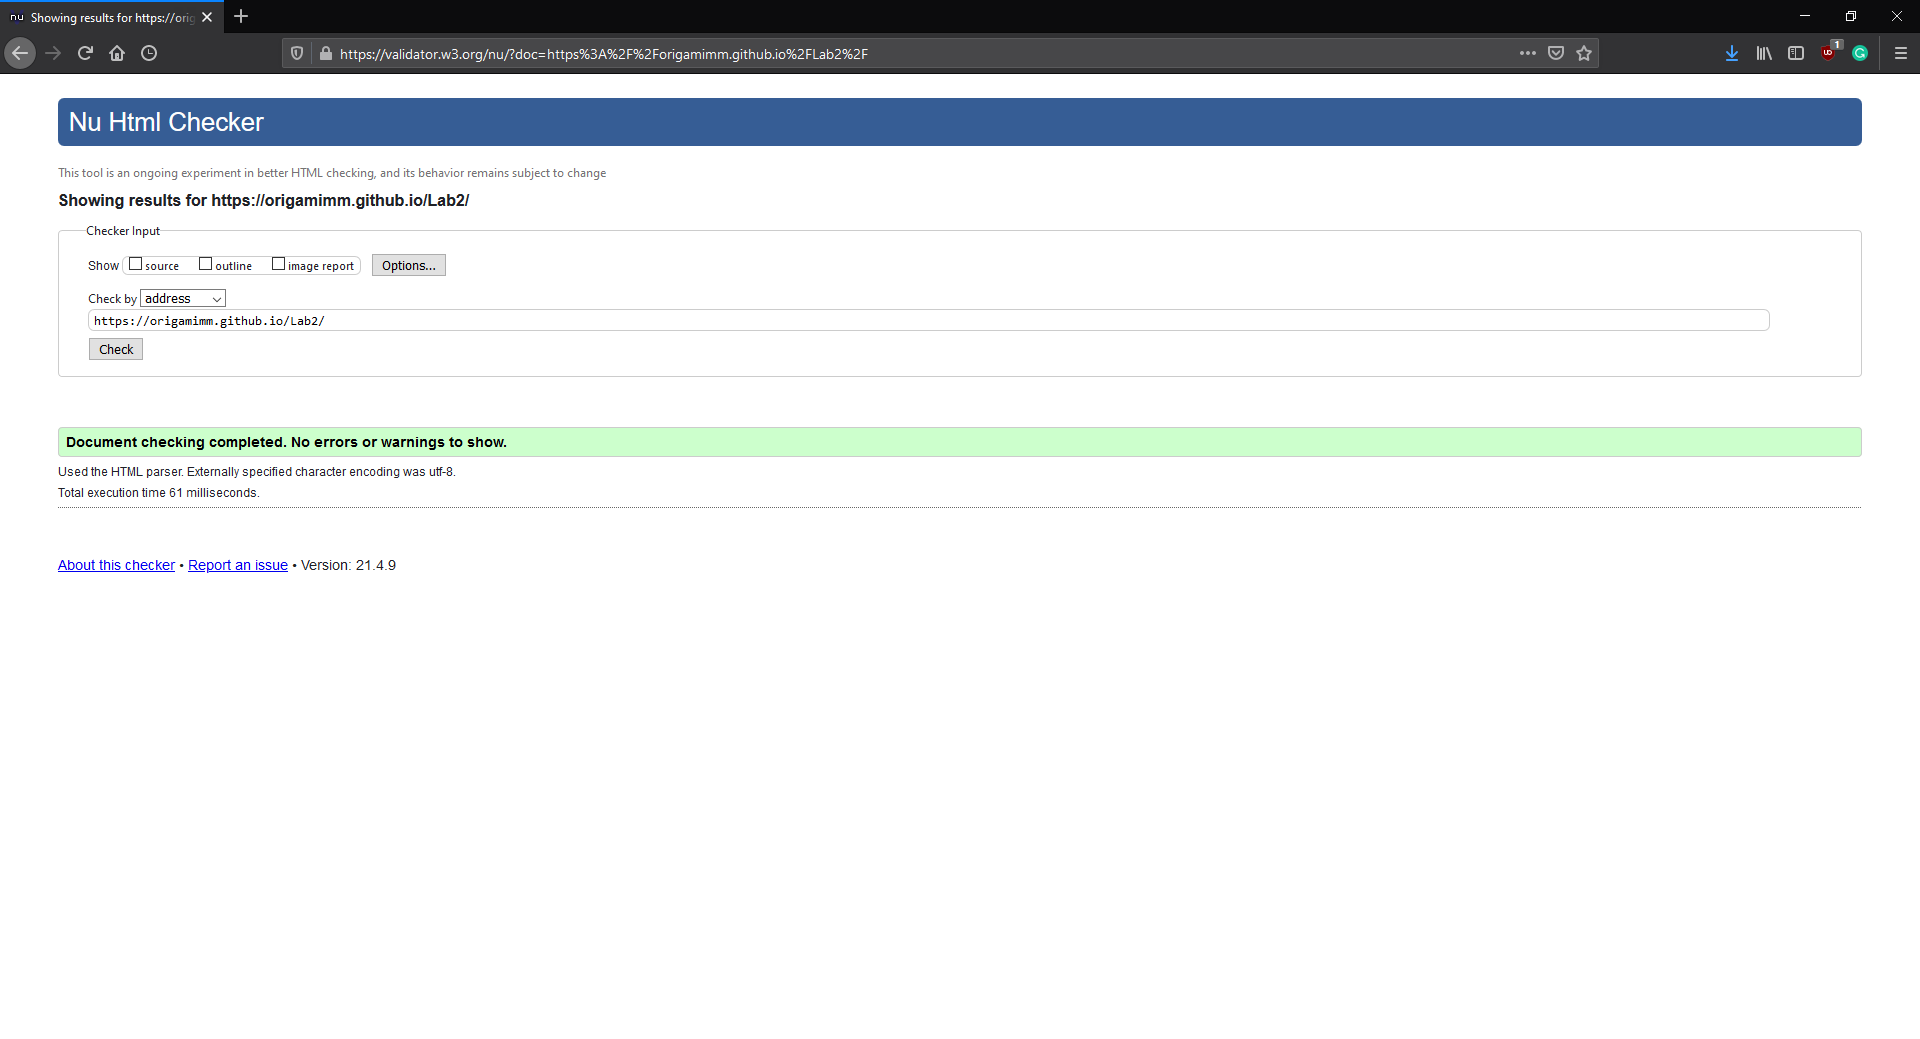 nu Showing results for https://orig
https://validator.w3.org/nu/?doc=https%3A%2F%2Forigamimm.github.io%2FLab2%2F
1
Nu Html Checker
This tool is an ongoing experiment in better HTML checking, and its behavior remains subject to change
Showing results for https://origamimm.github.io/Lab2/
Checker Input
Show source outline image report Options...
Check by address
https://origamimm.github.io/Lab2/
Check
Document checking completed. No errors or warnings to show.
Used the HTML parser. Externally specified character encoding was utf-8.
Total execution time 61 milliseconds.
About this checker • Report an issue • Version: 21.4.9